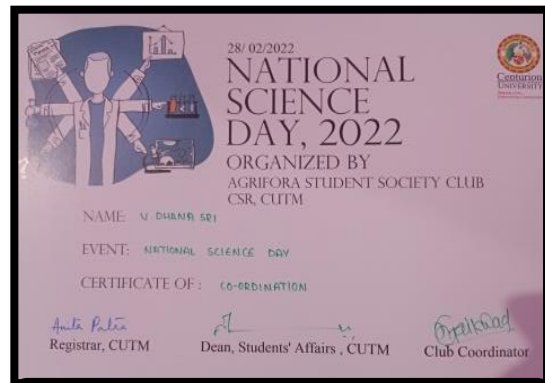 28/02/2022
NATIONAL
SCIENCE
DAY, 2022
ORGANIZED BY
AGRIFORA STUDENT SOCIETY CLUB
CSR, CUTM
Centurion
UNIVERSITY
NAME: V. DHANA SRI
EVENT: NATIONAL SCIENCE DAY
CERTIFICATE OF : CO-ORDINATION
Anita Patra
Registrar, CUTM
Dean, Students' Affairs , CUTM
Club Coordinator